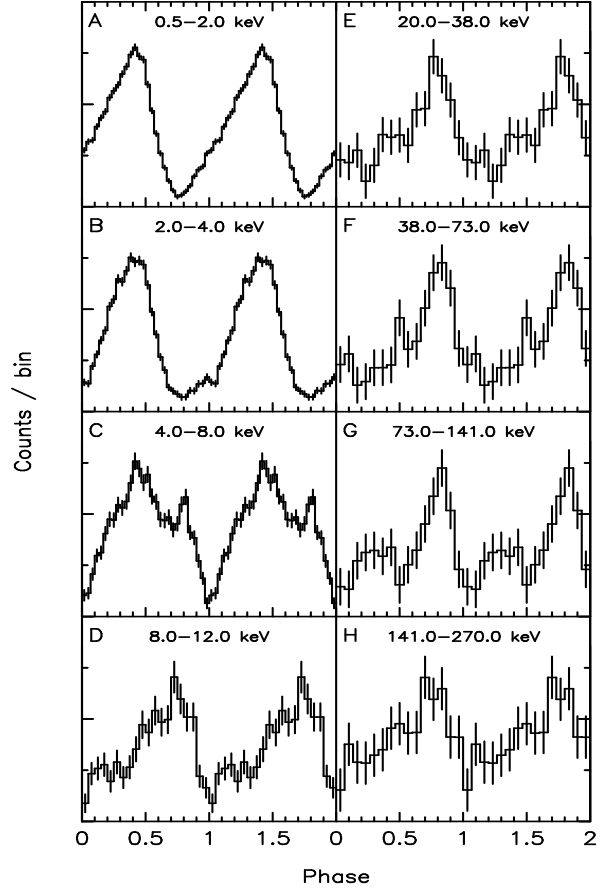 A 0.5−2.0 keV
E 20.0−38.0 keV
B 2.0−4.0 keV
F 38.0−73.0 keV
C 4.0−8.0 keV
G 73.0−141.0 keV
D 8.0−12.0 keV
H 141.0−270.0 keV
Counts / bin
0 0.5 1 1.5 0 0.5 1 1.5 2
Phase